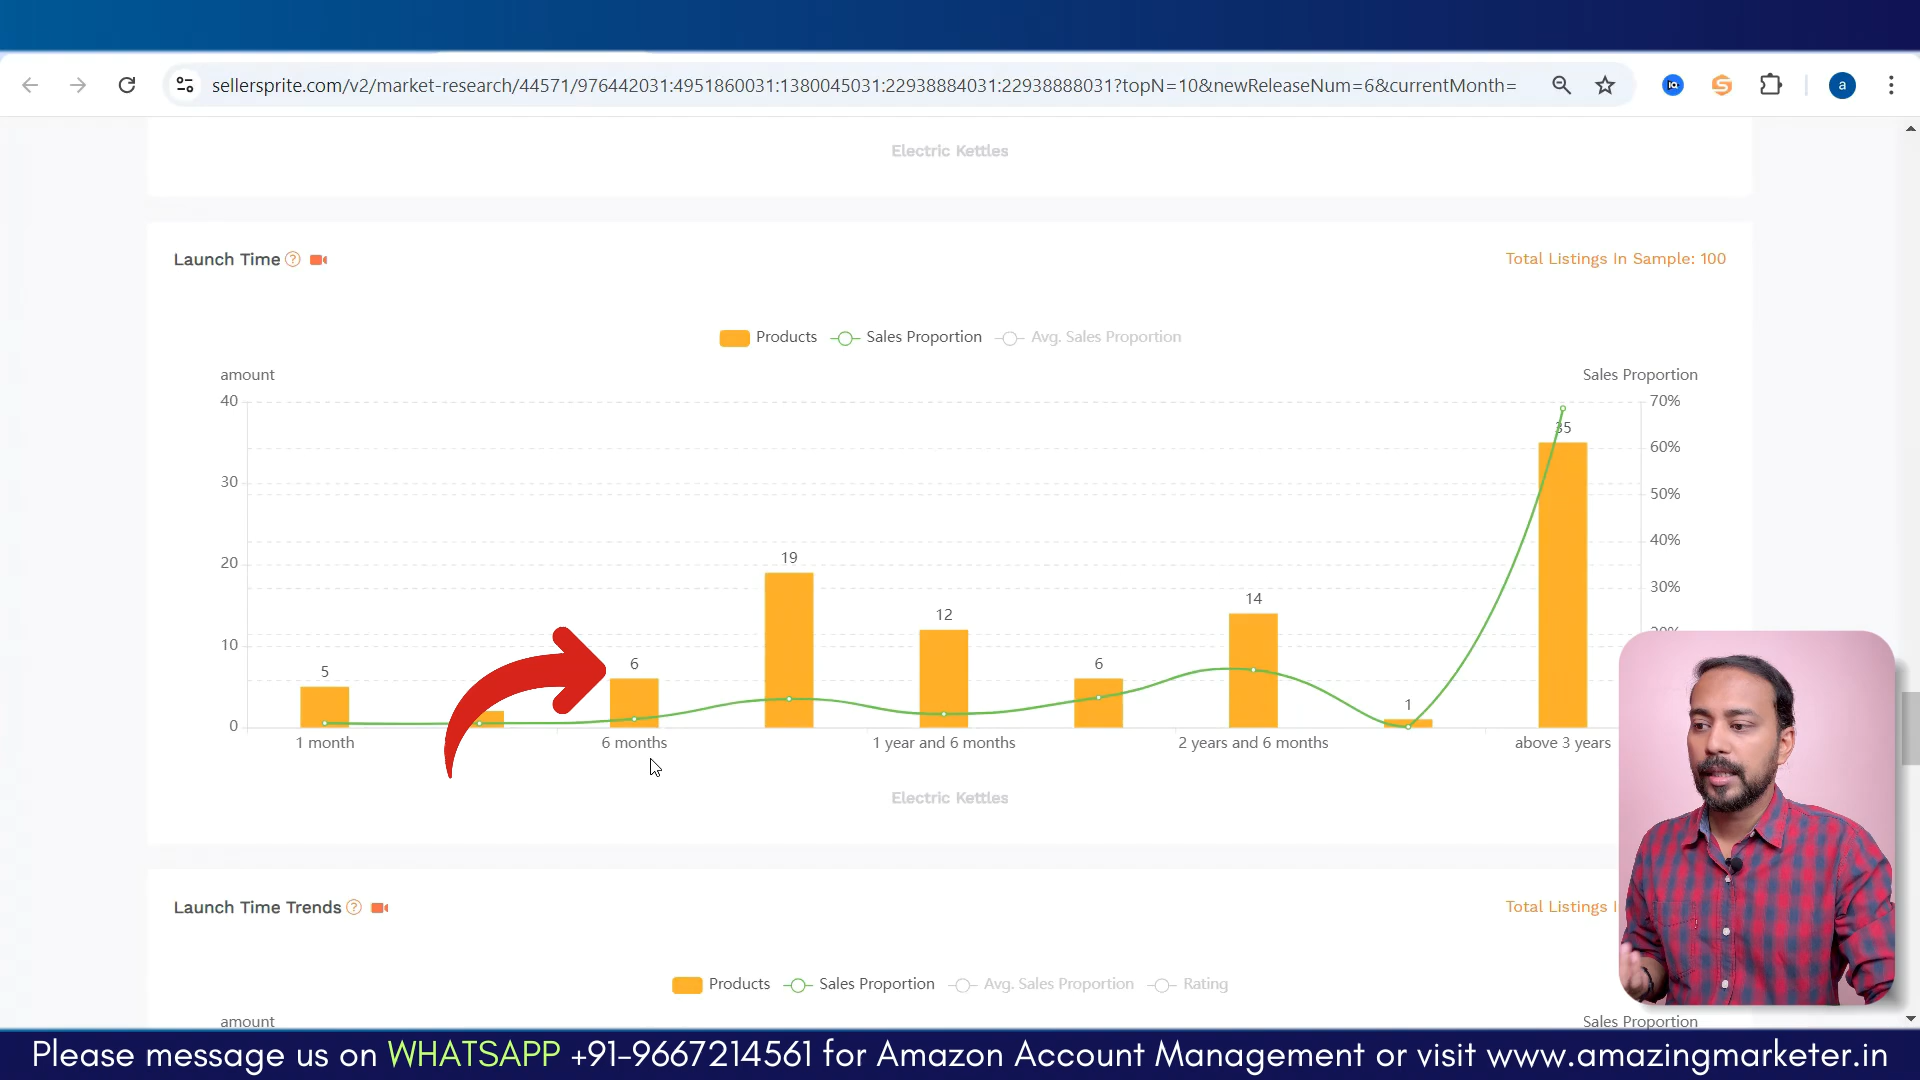 sellersprite.com/v2/market-research/44571/976442031:4951860031:1380045031:22938884031:22938888031?topN=10&newReleaseNum=6&currentMonth=
a
Electric Kettles
Launch Time ?
Total Listings In Sample: 100
Products Sales Proportion Avg. Sales Proportion
amount Sales Proportion
40 70%
35
60%
30
50%
40%
19
20
30%
14
12
10
6 6
5
1
0
1 month 6 months 1 year and 6 months 2 years and 6 months above 3 years
Electric Kettles
Launch Time Trends ?
Total Listings
Products Sales Proportion Avg. Sales Proportion Rating
amount Sales Proportion
Please message us on WHATSAPP +91-9667214561 for Amazon Account Management or visit www.amazingmarketer.in